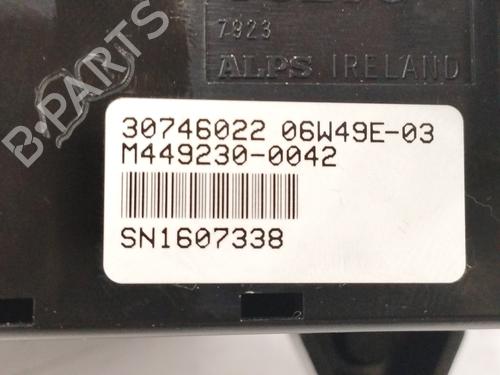 7923
ALPS IRELAND
B-PARTS
30746022 06W49E-03
M449230-0042
SN1607338